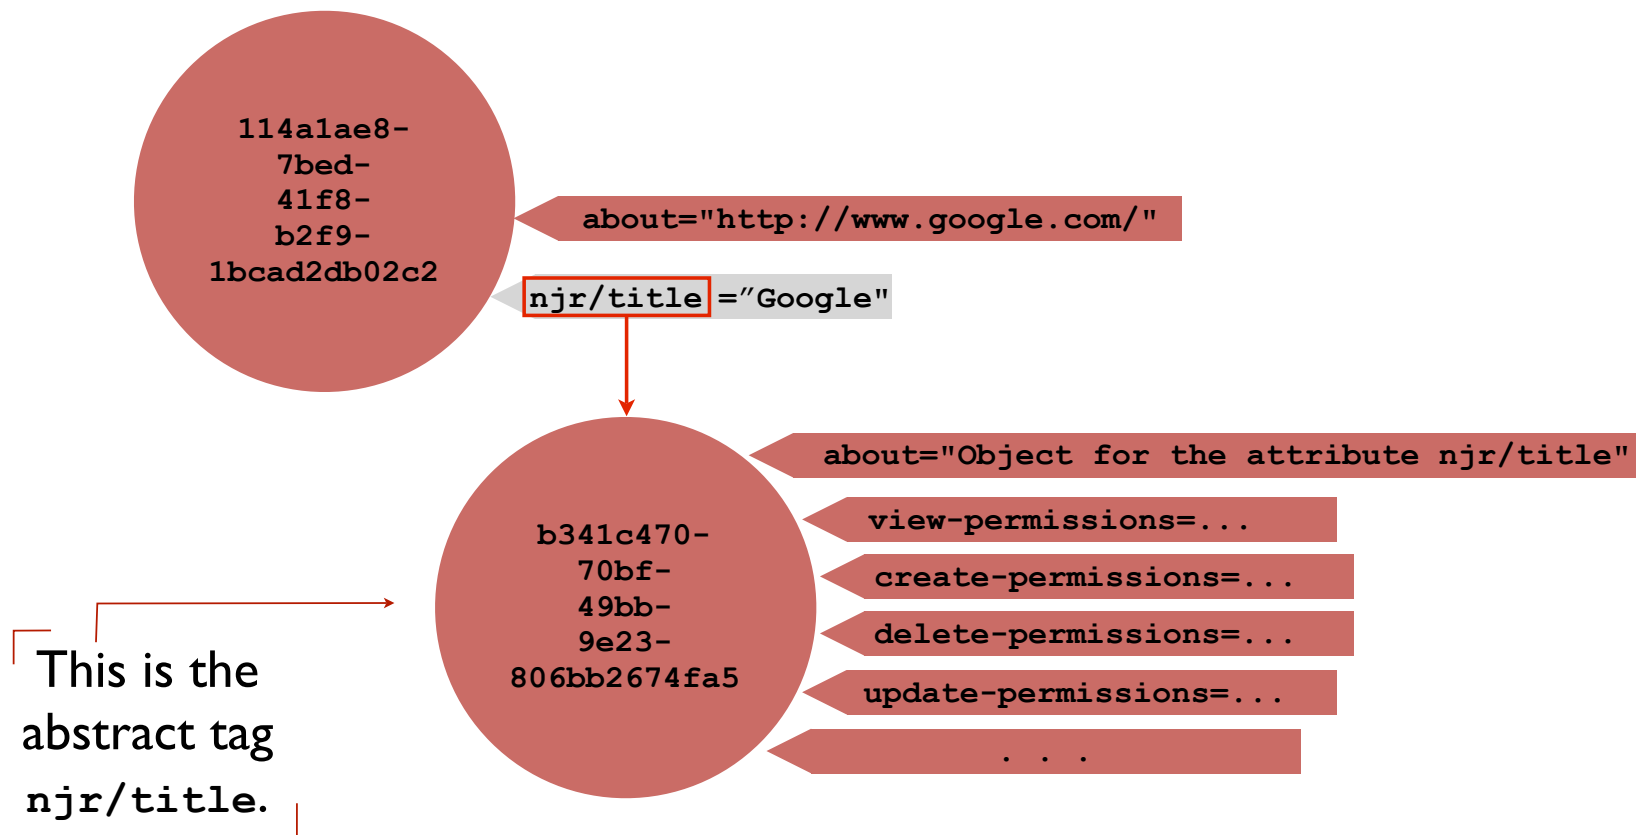 114a1ae8-
7bed-
41f8-
b2f9-
1bcad2db02c2
about="http://www.google.com/"
njr/title =″Google"
about="Object for the attribute njr/title"
b341c470-
70bf-
49bb-
9e23-
806bb2674fa5
view-permissions=...
create-permissions=...
delete-permissions=...
update-permissions=...
. . .
This is the
abstract tag
njr/title.